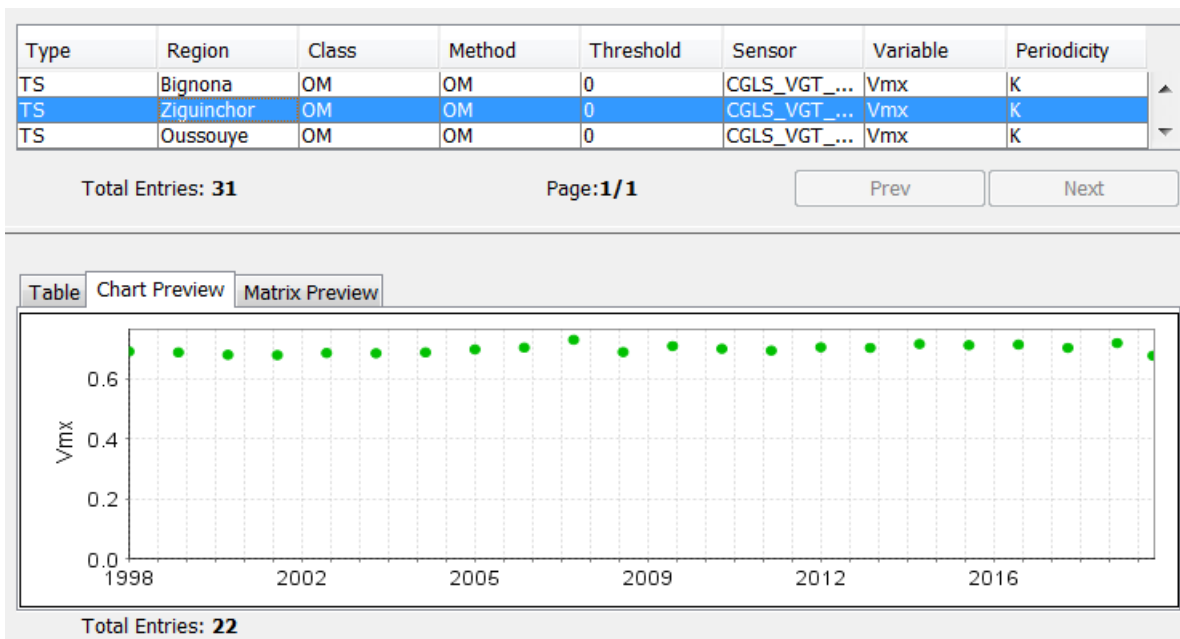 Type Region Class Method Threshold Sensor Variable Periodicity
TS Bignona OM OM 0 CGLS_VGT_... Vmx K
TS Ziguinchor OM OM 0 CGLS_VGT_... Vmx K
TS Oussouye OM OM 0 CGLS_VGT_... Vmx K
Total Entries: 31 Page:1/1 Prev Next
Table Chart Preview Matrix Preview
0.6
Vmx
0.4
0.2
0.0
1998 2002 2005 2009 2012 2016
Total Entries: 22